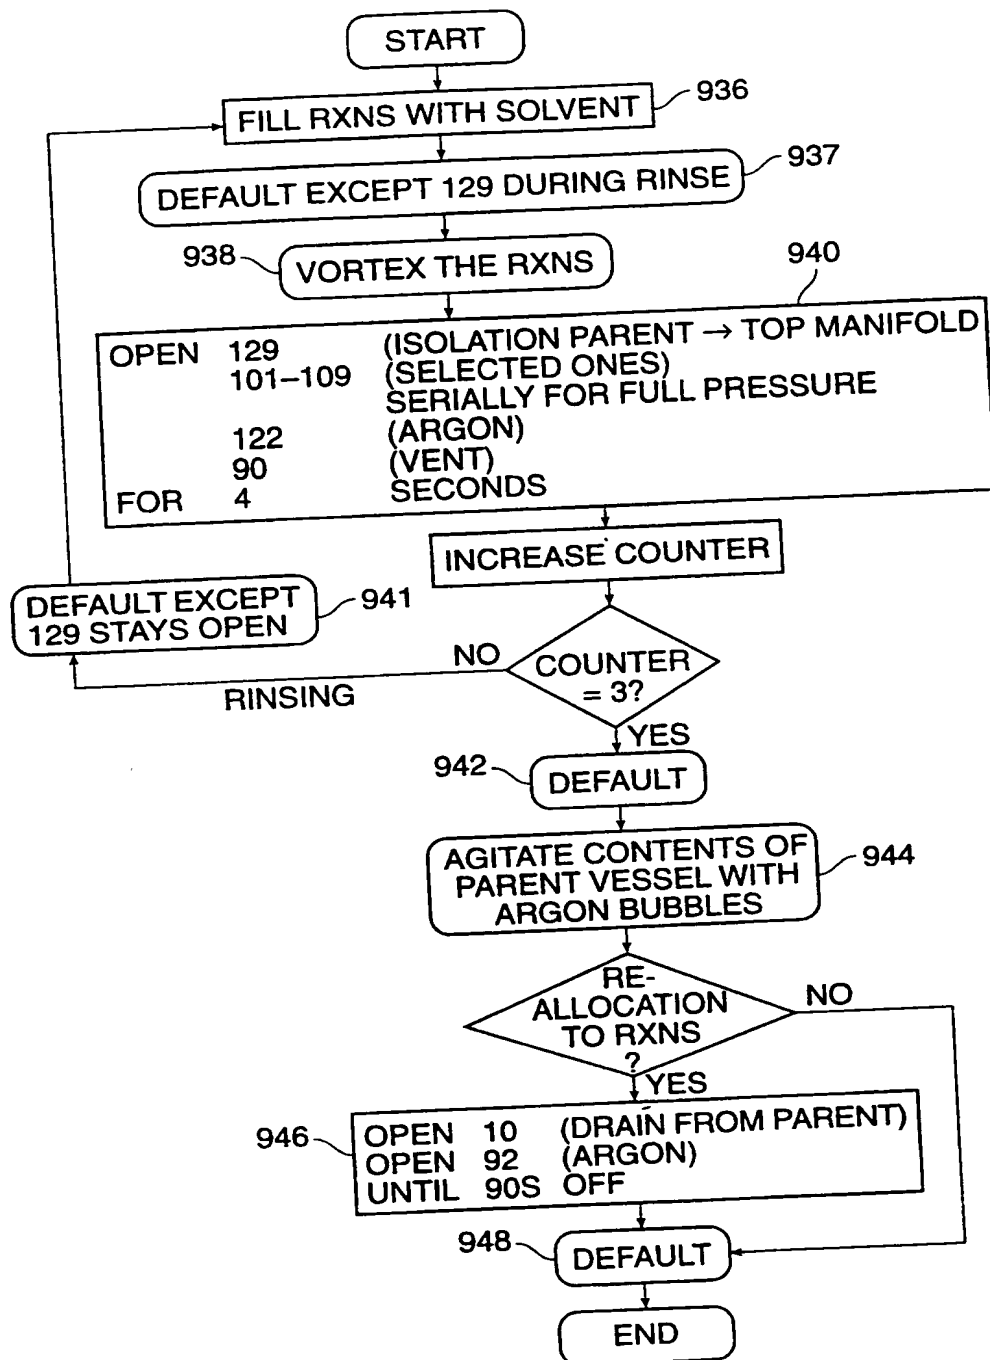 START
FILL RXNS WITH SOLVENT
936
DEFAULT EXCEPT 129 DURING RINSE
937
938
VORTEX THE RXNS
940
OPEN 129 (ISOLATION PARENT → TOP MANIFOLD
101–109 (SELECTED ONES)
SERIALLY FOR FULL PRESSURE
122 (ARGON)
90 (VENT)
FOR 4 SECONDS
INCREASE COUNTER
DEFAULT EXCEPT
129 STAYS OPEN
941
NO
COUNTER
= 3?
RINSING
YES
942
DEFAULT
AGITATE CONTENTS OF
PARENT VESSEL WITH
ARGON BUBBLES
944
RE-
ALLOCATION
TO RXNS
?
NO
YES
946
OPEN 10 (DRAIN FROM PARENT)
OPEN 92 (ARGON)
UNTIL 90S OFF
948
DEFAULT
END